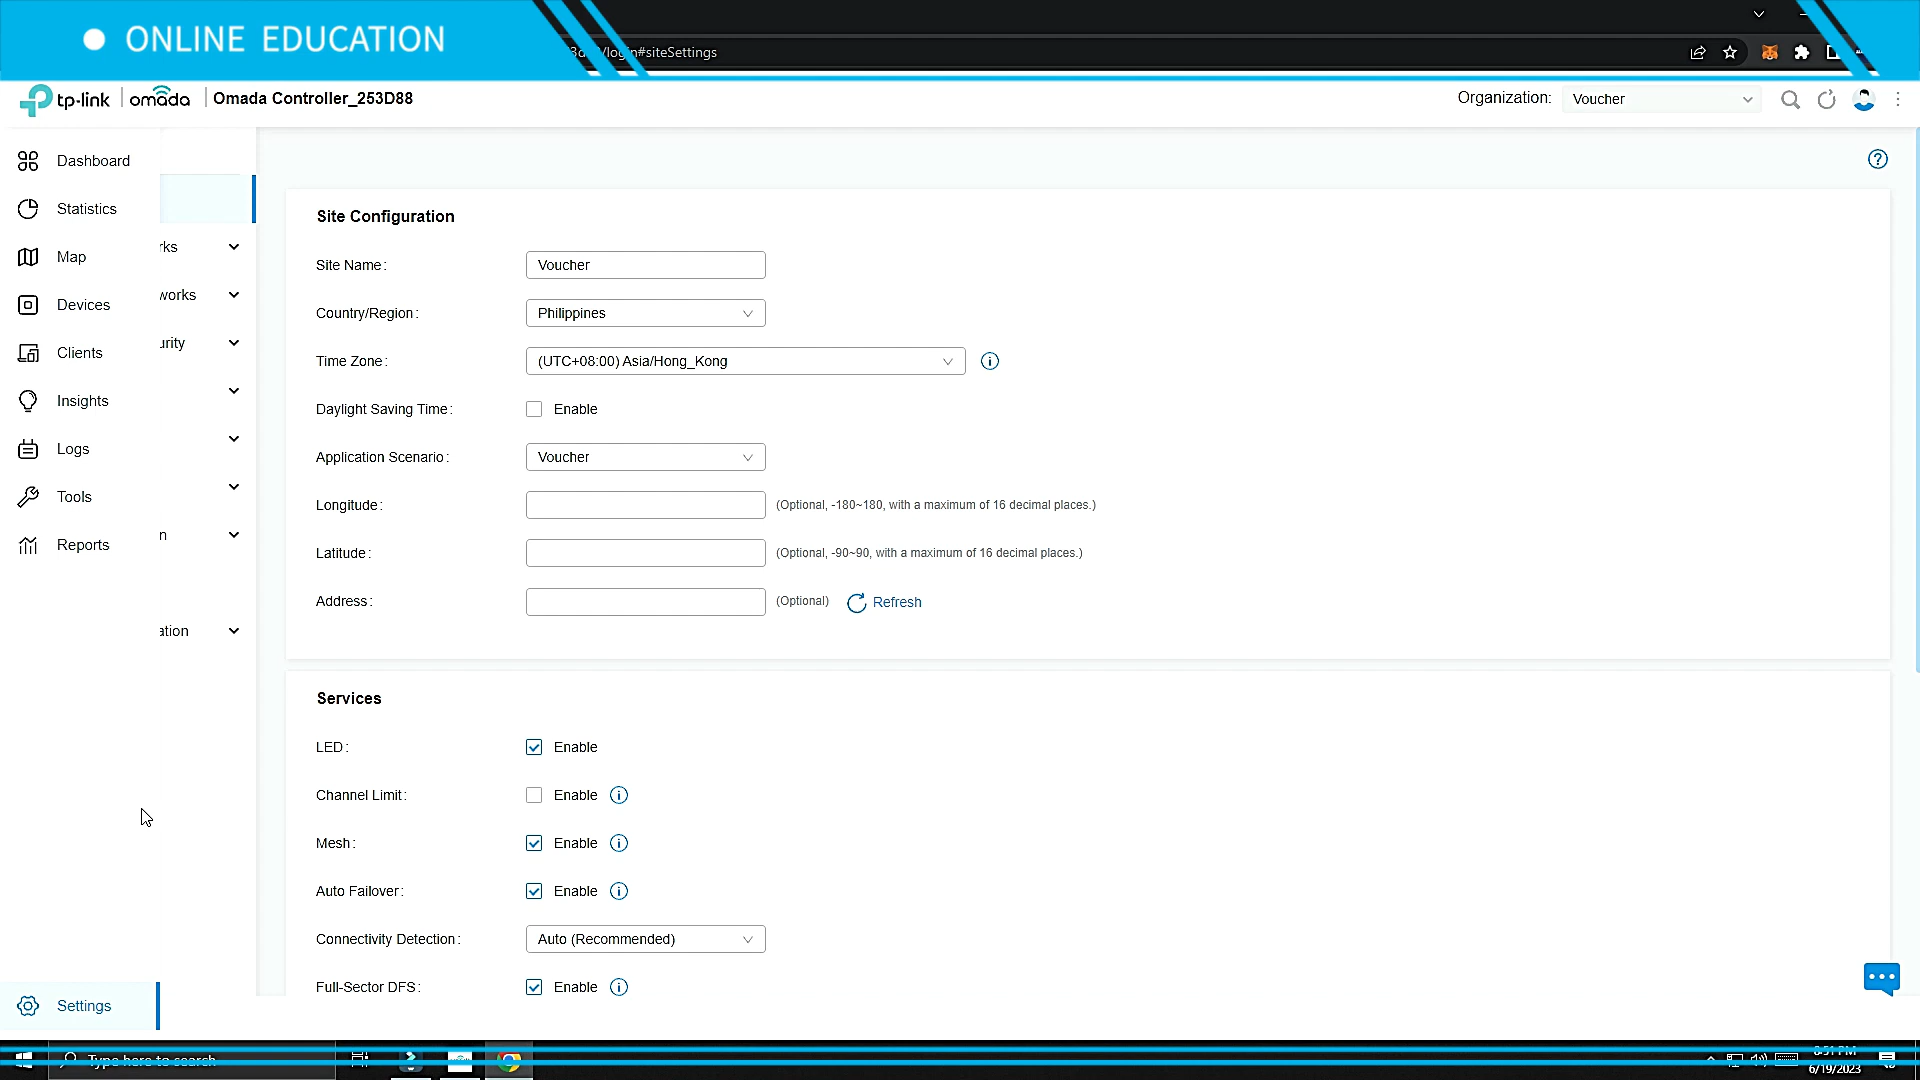 ONLINE EDUCATION
/login#siteSettings
tp-link omada Omada Controller_253D88
Organization: Voucher
Dashboard
Statistics
Map
Devices
Clients
Insights
Logs
Tools
Reports
Settings
rks
works
urity
n
ation
Site Configuration
Site Name: Voucher
Country/Region: Philippines
Time Zone: (UTC+08:00) Asia/Hong_Kong
Daylight Saving Time: Enable
Application Scenario: Voucher
Longitude: (Optional, -180~180, with a maximum of 16 decimal places.)
Latitude: (Optional, -90~90, with a maximum of 16 decimal places.)
Address: (Optional) Refresh
Services
LED: Enable
Channel Limit: Enable
Mesh: Enable
Auto Failover: Enable
Connectivity Detection: Auto (Recommended)
Full-Sector DFS: Enable
Type here to search
8:51 PM
6/19/2023